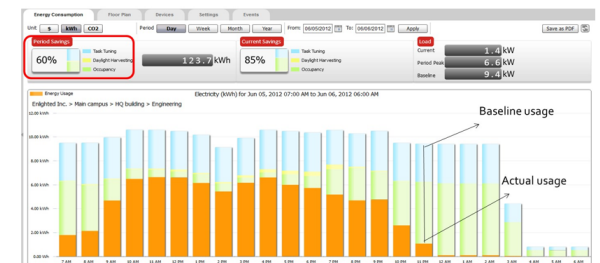 Energy Consumption Floor Plan Devices Settings Events
Unit $ kWh CO2 Period Day Week Month Year From: 06/05/2012 To: 06/06/2012 Apply Save as PDF
Period Savings
60%
Task Tuning
Daylight Harvesting
Occupancy
123.7 kWh
Current Savings
85%
Task Tuning
Daylight Harvesting
Occupancy
Load
Current 1.4 kW
Period Peak 6.6 kW
Baseline 9.4 kW
Energy Usage
Electricity (kWh) for Jun 05, 2012 07:00 AM to Jun 06, 2012 06:00 AM
Enlighted Inc. > Main campus > HQ building > Engineering
12.00 kWh
Baseline usage
10.00 kWh
8.00 kWh
Actual usage
6.00 kWh
4.00 kWh
2.00 kWh
0.00 kWh
7 AM 8 AM 9 AM 10 AM 11 AM 12 PM 1 PM 2 PM 3 PM 4 PM 5 PM 6 PM 7 PM 8 PM 9 PM 10 PM 11 PM 12 AM 1 AM 2 AM 3 AM 4 AM 5 AM 6 AM